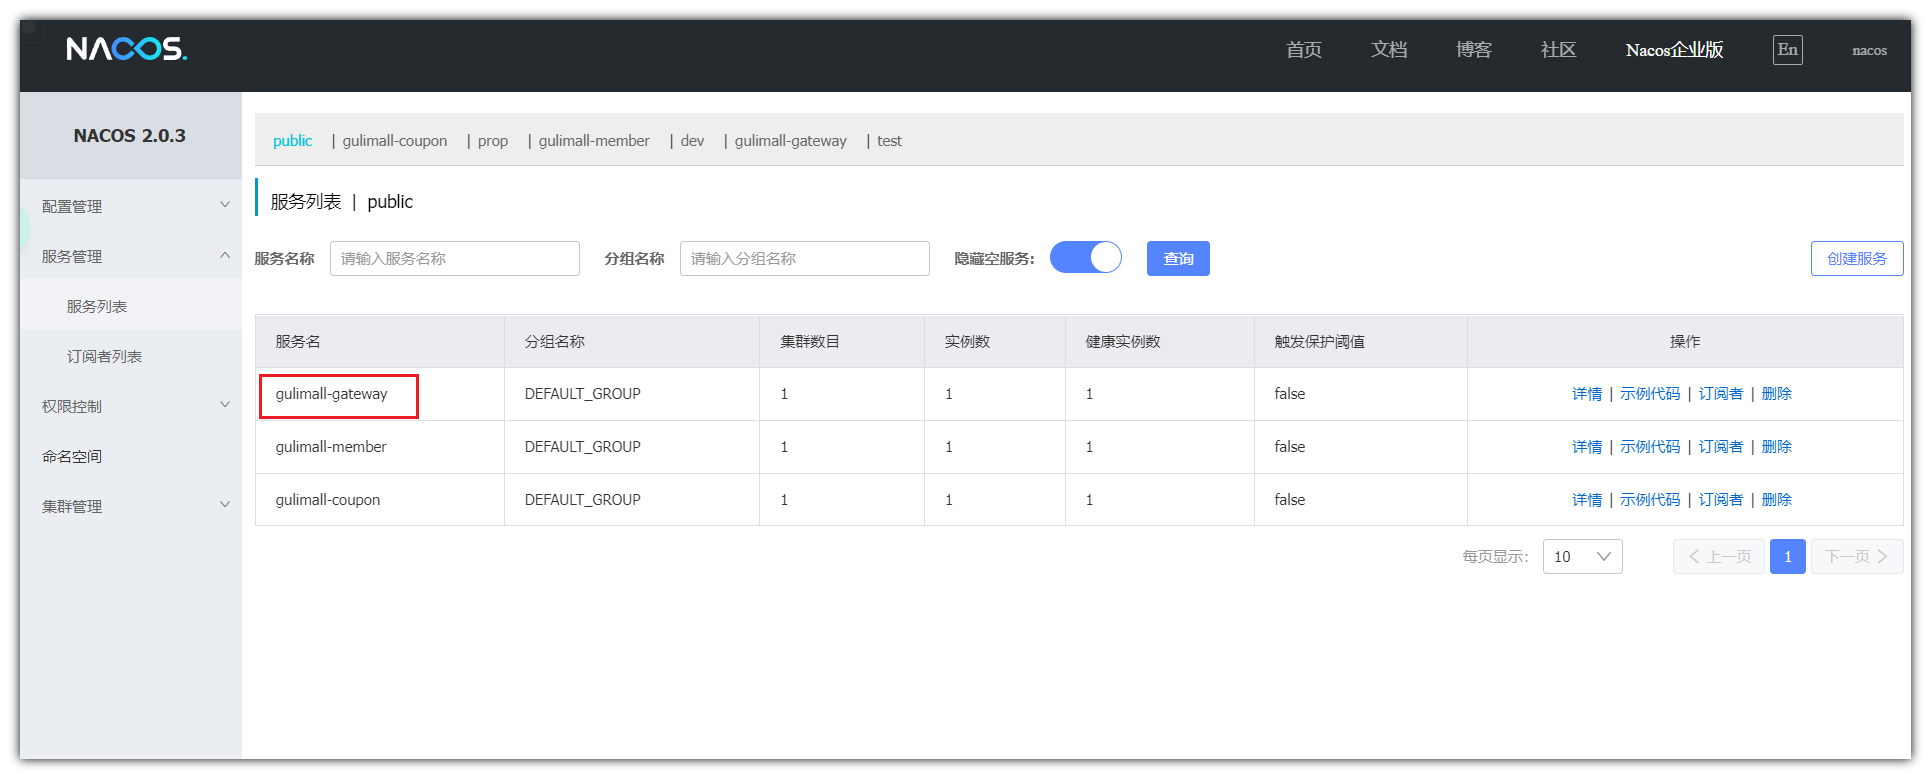 NACOS. 首页 文档 博客 社区 Nacos企业版 En nacos
NACOS 2.0.3
配置管理
服务管理
服务列表
订阅者列表
权限控制
命名空间
集群管理
public | gulimall-coupon | prop | gulimall-member | dev | gulimall-gateway | test
服务列表 | public
服务名称 请输入服务名称 分组名称 请输入分组名称 隐藏空服务: 查询 创建服务
服务名 分组名称 集群数目 实例数 健康实例数 触发保护阈值 操作
gulimall-gateway DEFAULT_GROUP 1 1 1 false 详情 | 示例代码 | 订阅者 | 删除
gulimall-member DEFAULT_GROUP 1 1 1 false 详情 | 示例代码 | 订阅者 | 删除
gulimall-coupon DEFAULT_GROUP 1 1 1 false 详情 | 示例代码 | 订阅者 | 删除
每页显示: 10 上一页 1 下一页